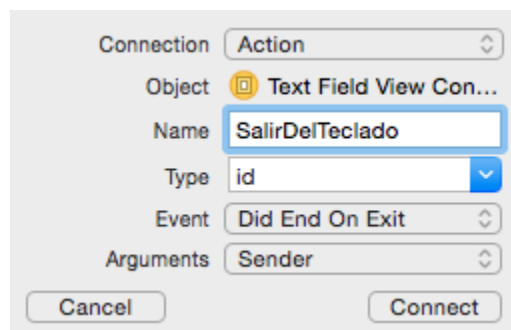 Connection Action
Object Text Field View Con...
Name SalirDelTeclado
Type id
Event Did End On Exit
Arguments Sender
Cancel Connect